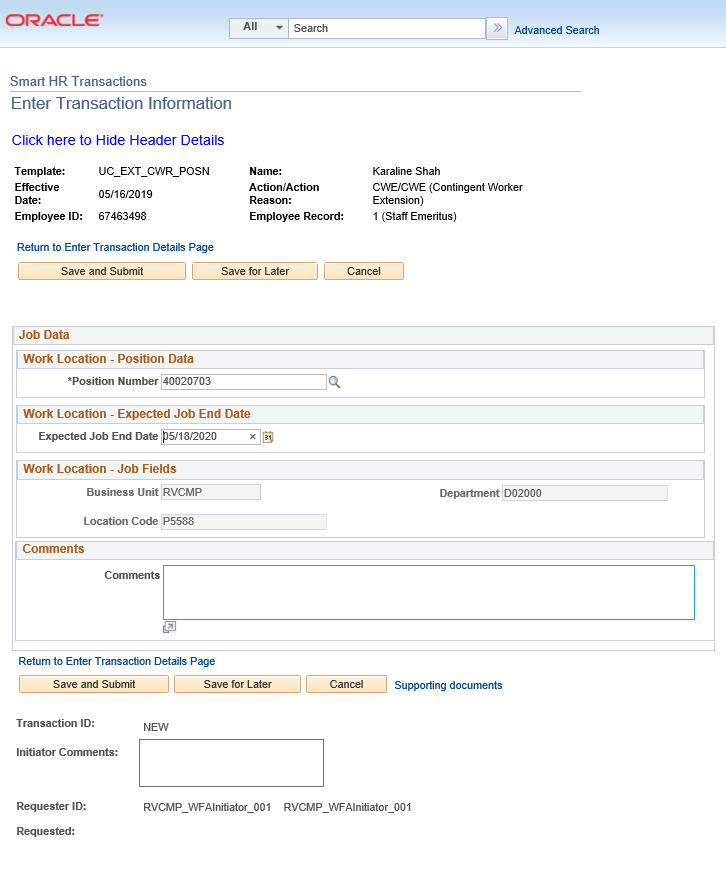 ORACLE®
All Search » Advanced Search
Smart HR Transactions
Enter Transaction Information
Click here to Hide Header Details
Template: UC_EXT_CWR_POSN Name: Karaline Shah
Effective Date: 05/16/2019 Action/Action Reason: CWE/CWE (Contingent Worker Extension)
Employee ID: 67463498 Employee Record: 1 (Staff Emeritus)
Return to Enter Transaction Details Page
Save and Submit Save for Later Cancel
Job Data
Work Location - Position Data
*Position Number 40020703
Work Location - Expected Job End Date
Expected Job End Date 05/18/2020 × 31
Work Location - Job Fields
Business Unit RVCMP Department D02000
Location Code P5588
Comments
Comments
Return to Enter Transaction Details Page
Save and Submit Save for Later Cancel Supporting documents
Transaction ID: NEW
Initiator Comments:
Requester ID: RVCMP_WFAInitiator_001 RVCMP_WFAInitiator_001
Requested: